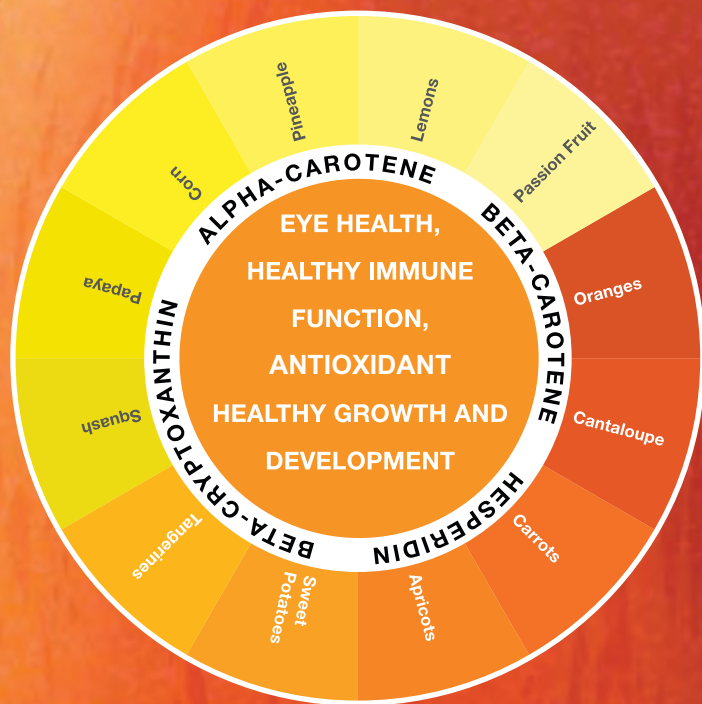 Pineapple
Lemons
Passion Fruit
Oranges
Cantaloupe
Carrots
Apricots
Sweet
Potatoes
Tangerines
Squash
Papaya
Corn
ALPHA-CAROTENE
BETA-CAROTENE
HESPERIDIN
BETA-CRYPTOXANTHIN
EYE HEALTH,
HEALTHY IMMUNE
FUNCTION,
ANTIOXIDANT
HEALTHY GROWTH AND
DEVELOPMENT